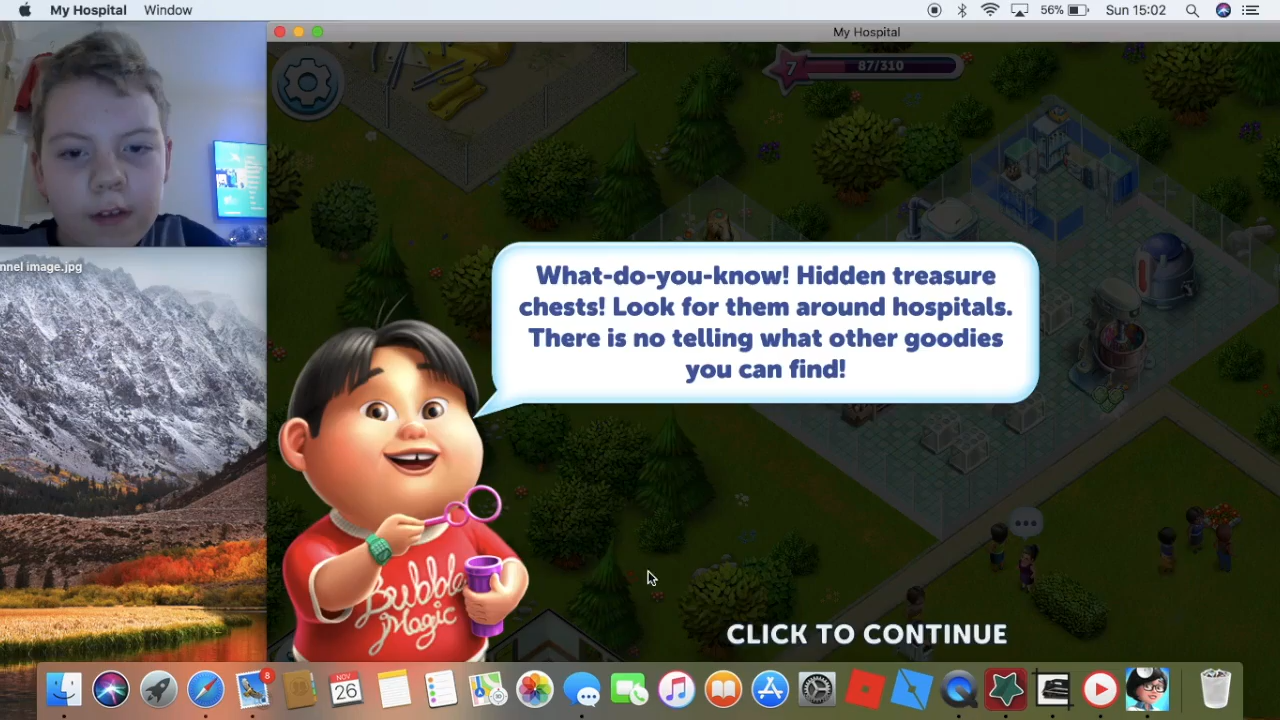 My Hospital Window 56% Sun 15:02
My Hospital
7 87/310
nnel image.jpg
What-do-you-know! Hidden treasure
chests! Look for them around hospitals.
There is no telling what other goodies
you can find!
Bubble
Magic
CLICK TO CONTINUE
8
NOV
26